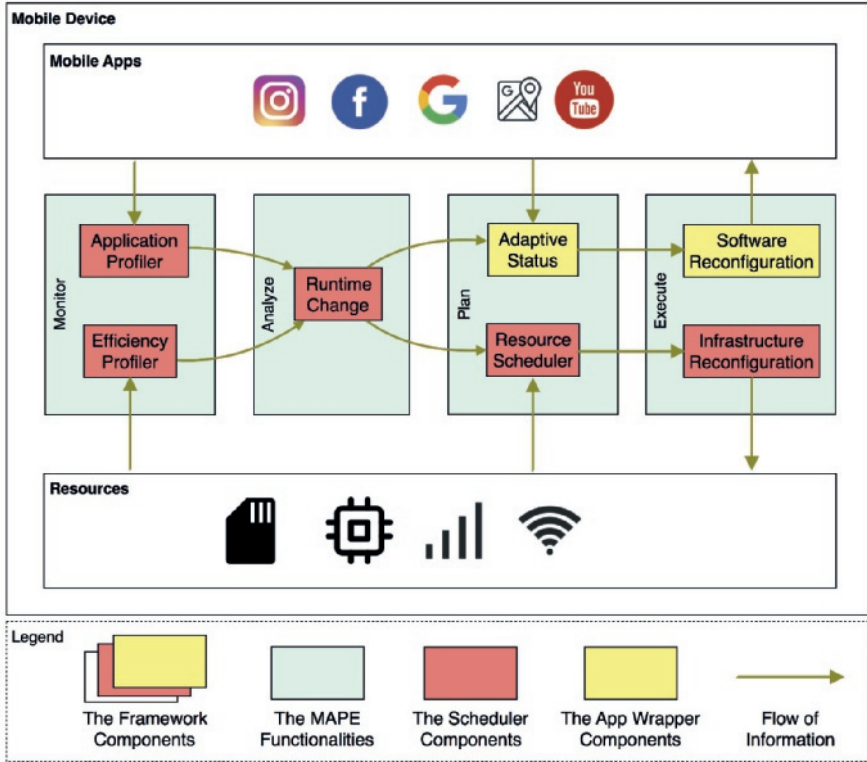 Mobile Device
Mobile Apps
f
G
G
You
Tube
Monitor
Application
Profiler
Efficiency
Profiler
Analyze
Runtime
Change
Plan
Adaptive
Status
Resource
Scheduler
Execute
Software
Reconfiguration
Infrastructure
Reconfiguration
Resources
Legend
The Framework
Components
The MAPE
Functionalities
The Scheduler
Components
The App Wrapper
Components
Flow of
Information